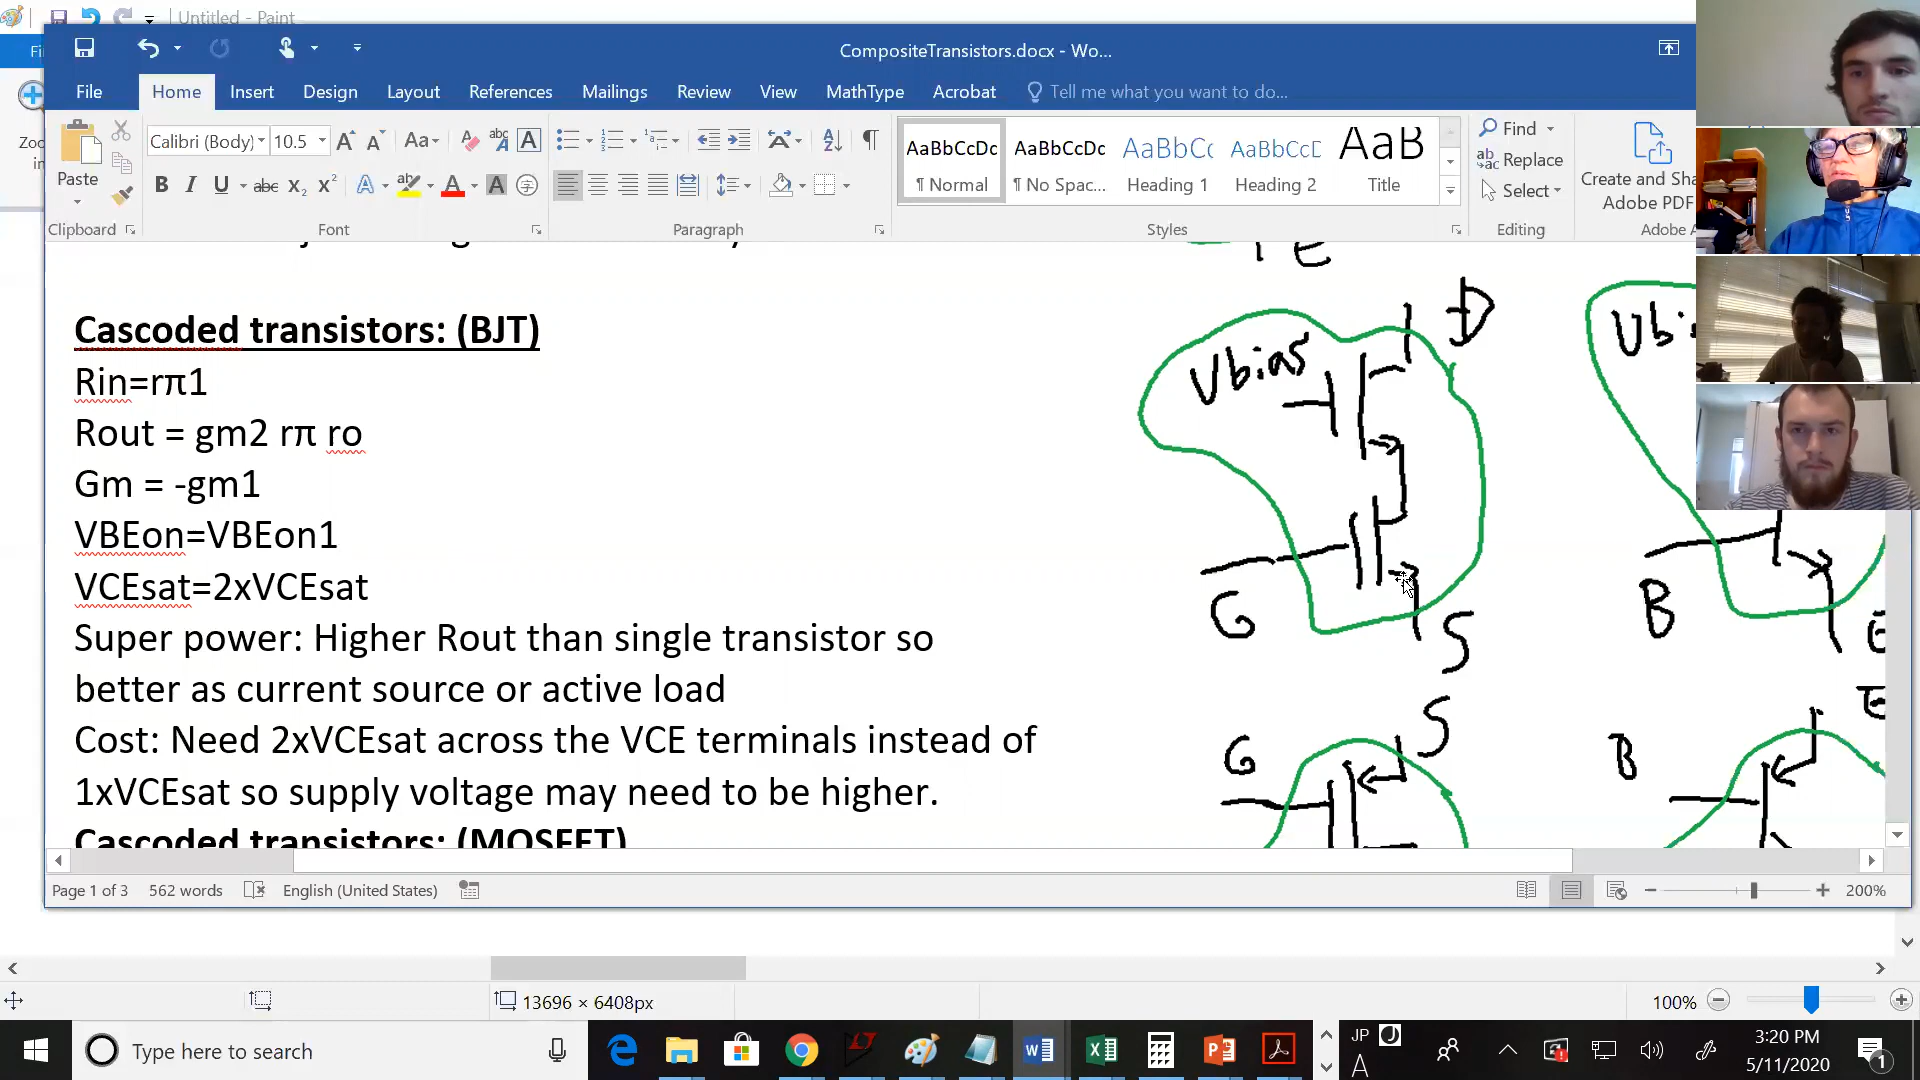 Untitled - Paint
CompositeTransistors.docx - Wo...
File Home Insert Design Layout References Mailings Review View MathType Acrobat Tell me what you want to do...
Paste
Calibri (Body) 10.5
AaBbCcDc
¶ Normal
AaBbCcDc
¶ No Spac...
AaBbCc
Heading 1
AaBbCcD
Heading 2
AaB
Title
Find
Replace
Select
Create and Sha
Adobe PDF
Clipboard Font Paragraph Styles Editing Adobe A
E
Cascoded transistors: (BJT)
Rin=rπ1
Rout = gm2 rπ ro
Gm = -gm1
VBEon=VBEon1
VCEsat=2xVCEsat
Super power: Higher Rout than single transistor so
better as current source or active load
Cost: Need 2xVCEsat across the VCE terminals instead of
1xVCEsat so supply voltage may need to be higher.
Cascoded transistors: (MOSFET)
D
Vbias
G
S
Vbi
B
S
G
B
E
Page 1 of 3 562 words English (United States) 200%
13696 × 6408px 100%
Type here to search
JP
A
3:20 PM
5/11/2020
1